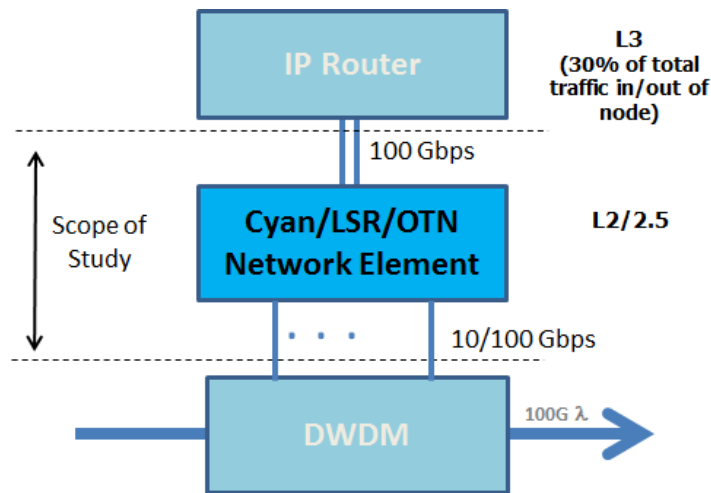 IP Router
L3
(30% of total
traffic in/out of
node)
100 Gbps
Scope of
Study
Cyan/LSR/OTN
Network Element
L2/2.5
. . .
10/100 Gbps
DWDM
100G λ